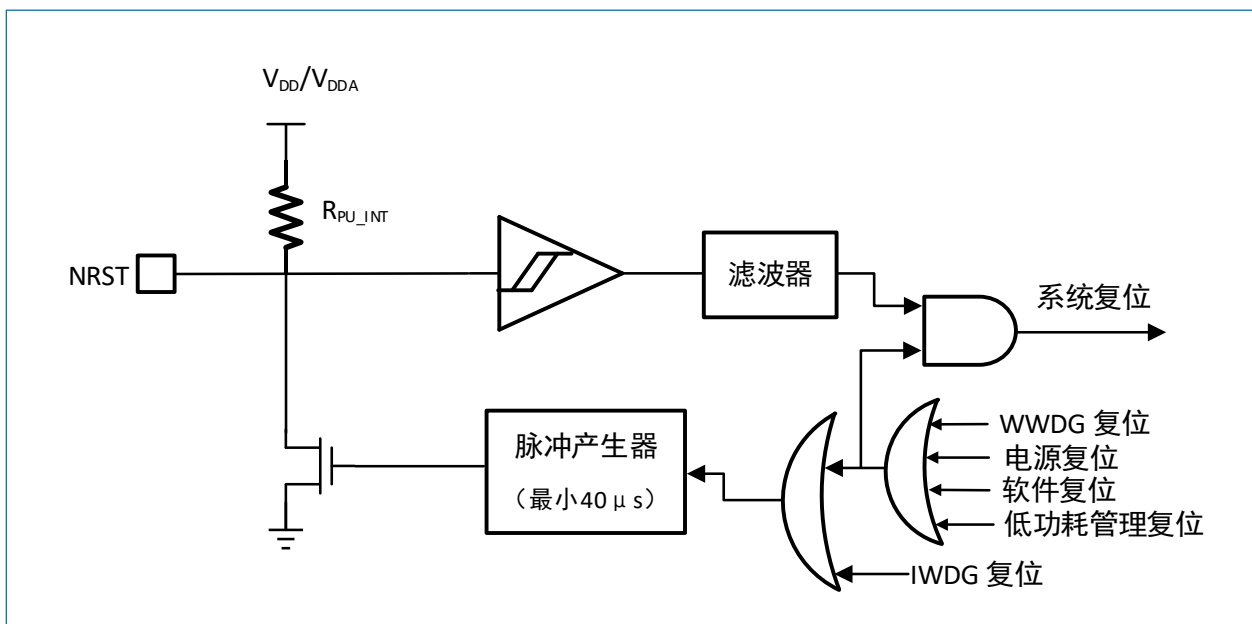 VDD/VDDA
RPU_INT
NRST
滤波器
系统复位
脉冲产生器
（最小40μs）
WWDG 复位
电源复位
软件复位
低功耗管理复位
IWDG 复位